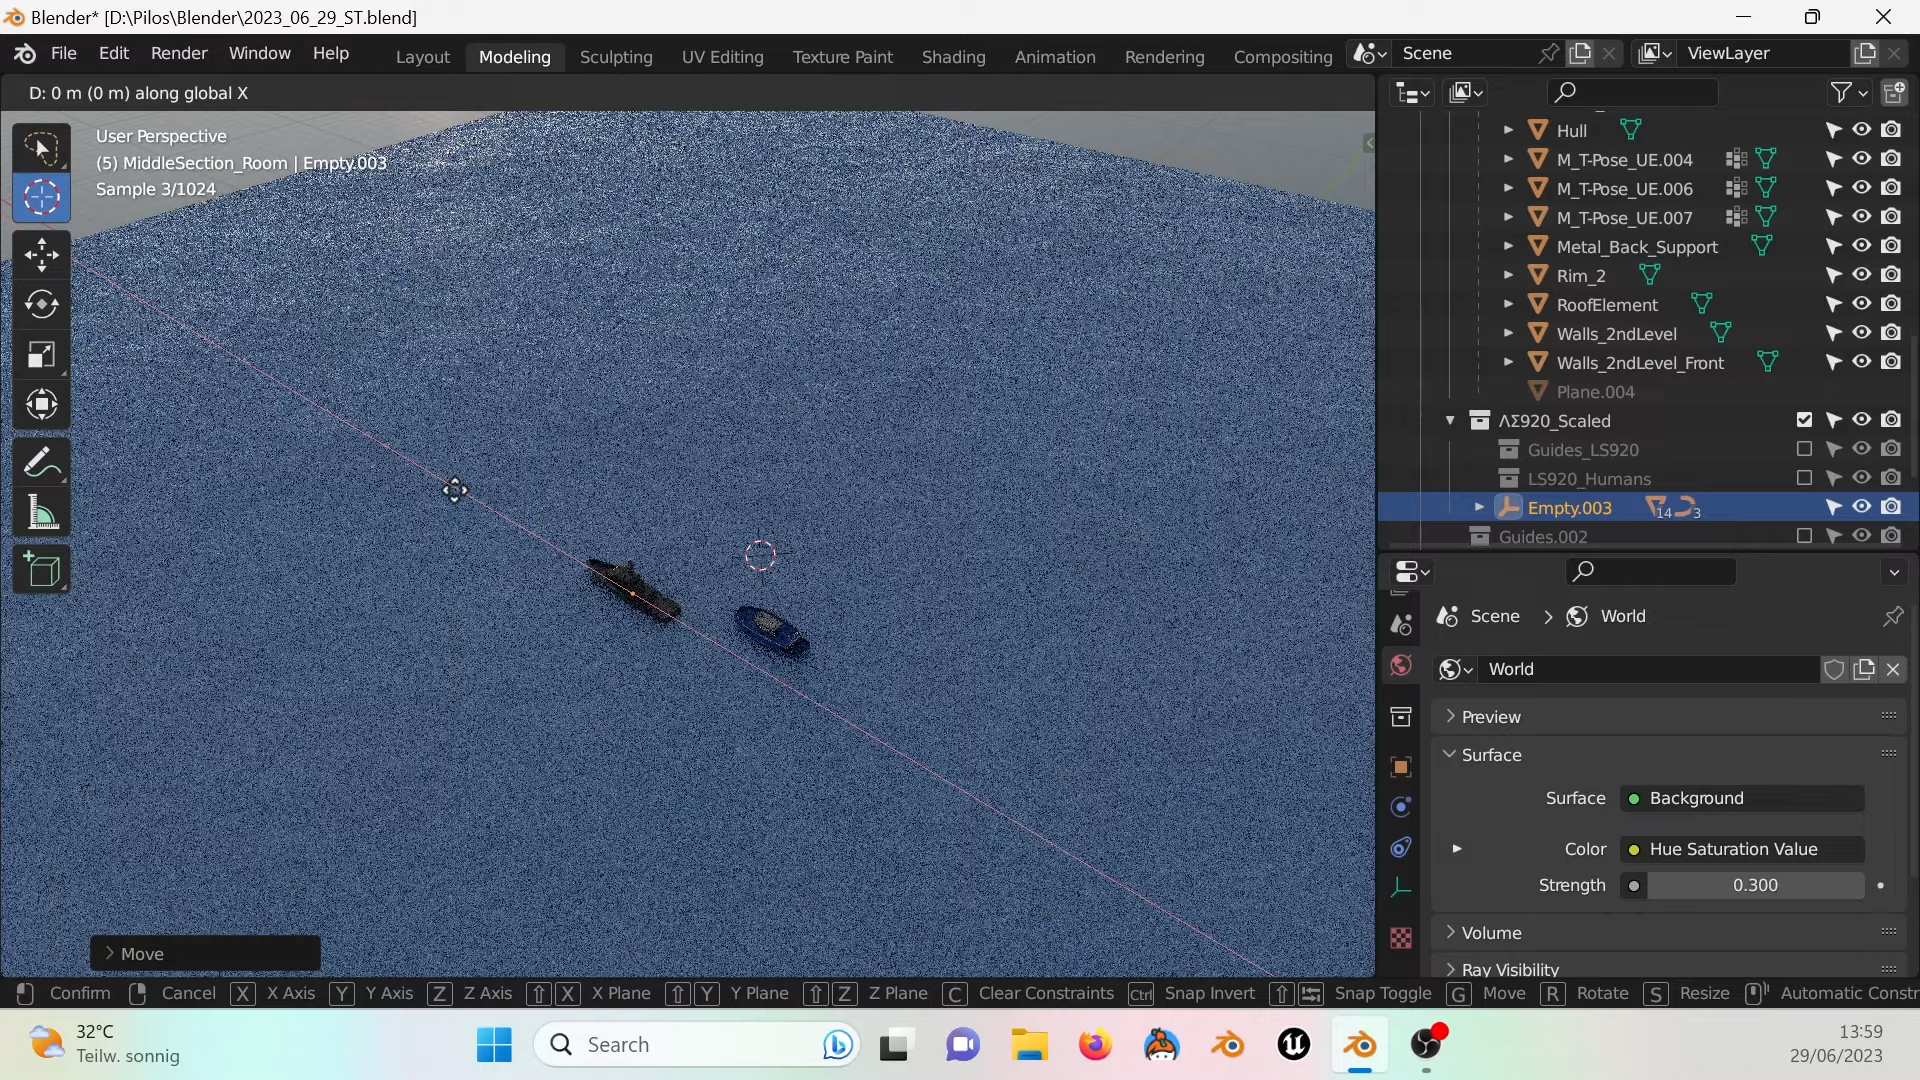 Blender* [D:\Pilos\Blender\2023_06_29_ST.blend]
File Edit Render Window Help Layout Modeling Sculpting UV Editing Texture Paint Shading Animation Rendering Compositing Scene ViewLayer
D: 0 m (0 m) along global X
User Perspective
(5) MiddleSection_Room | Empty.003
Sample 3/1024
Hull
M_T-Pose_UE.004
M_T-Pose_UE.006
M_T-Pose_UE.007
Metal_Back_Support
Rim_2
RoofElement
Walls_2ndLevel
Walls_2ndLevel_Front
Plane.004
ΛΣ920_Scaled
Guides_LS920
LS920_Humans
Empty.003 14 3
Guides.002
Scene > World
World
Preview
Surface
Surface Background
Color Hue Saturation Value
Strength 0.300
Volume
Ray Visibility
Move
Confirm Cancel X X Axis Y Y Axis Z Z Axis X X Plane Y Y Plane Z Z Plane C Clear Constraints Ctrl Snap Invert Snap Toggle G Move R Rotate S Resize Automatic Constr
32°C
Teilw. sonnig
Search
13:59
29/06/2023